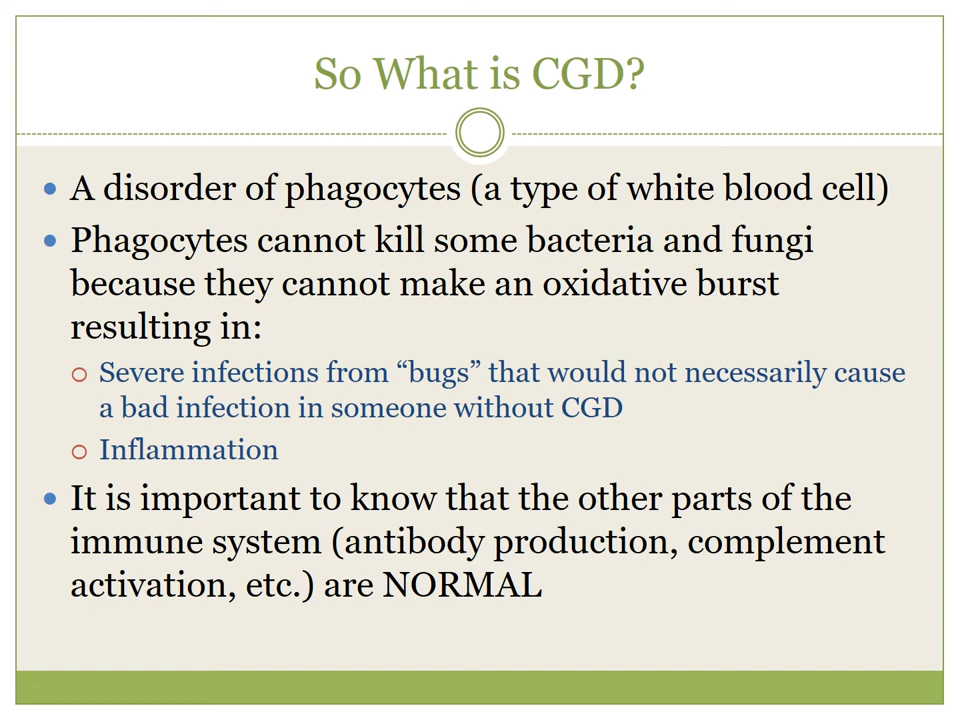 So What is CGD?
• A disorder of phagocytes (a type of white blood cell)
• Phagocytes cannot kill some bacteria and fungi
because they cannot make an oxidative burst
resulting in:
○ Severe infections from “bugs” that would not necessarily cause
a bad infection in someone without CGD
○ Inflammation
• It is important to know that the other parts of the
immune system (antibody production, complement
activation, etc.) are NORMAL